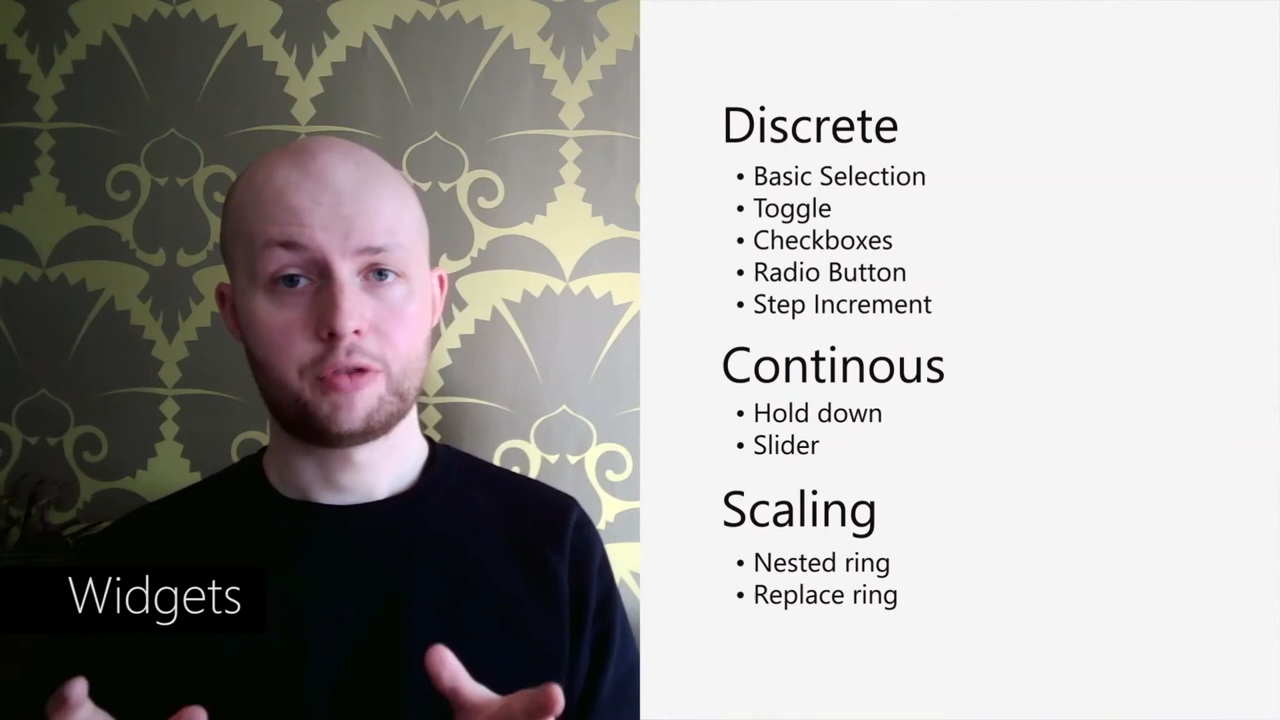 Widgets
Discrete
• Basic Selection
• Toggle
• Checkboxes
• Radio Button
• Step Increment
Continous
• Hold down
• Slider
Scaling
• Nested ring
• Replace ring